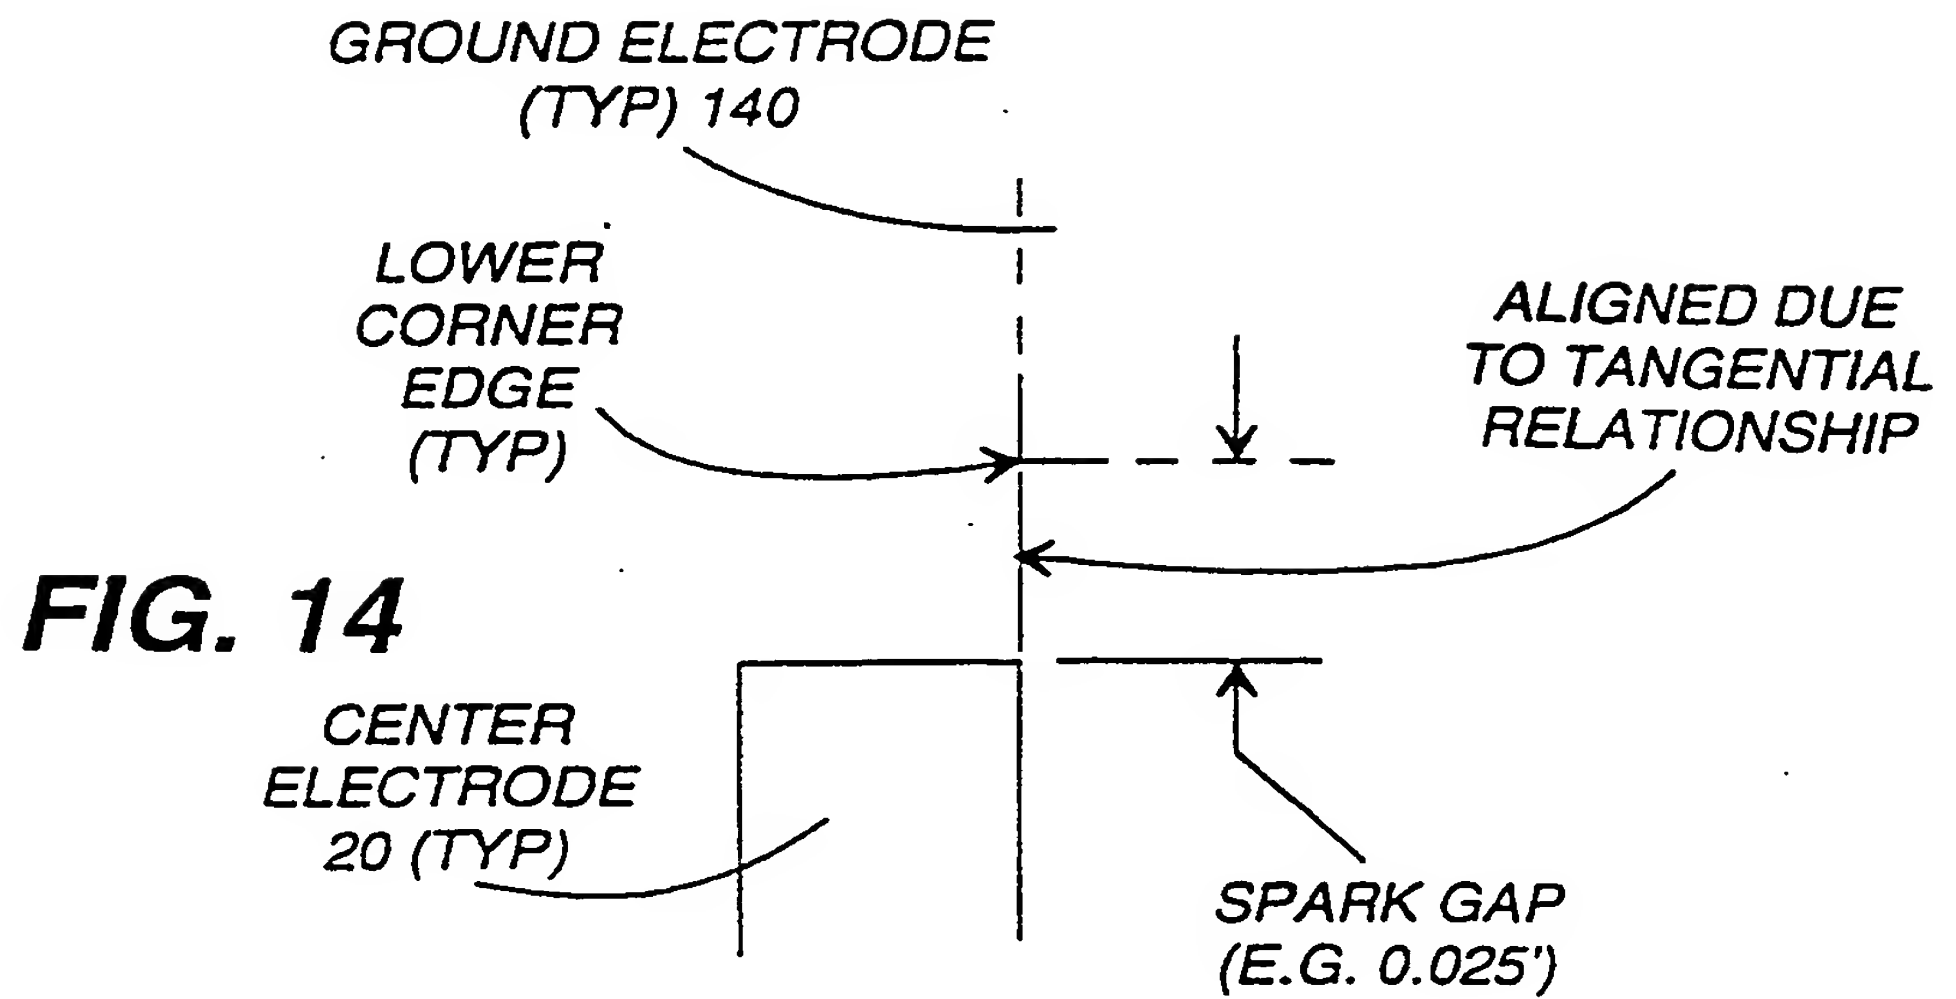 GROUND ELECTRODE
(TYP) 140
LOWER
CORNER
EDGE
(TYP)
ALIGNED DUE
TO TANGENTIAL
RELATIONSHIP
FIG. 14
CENTER
ELECTRODE
20 (TYP)
SPARK GAP
(E.G. 0.025')